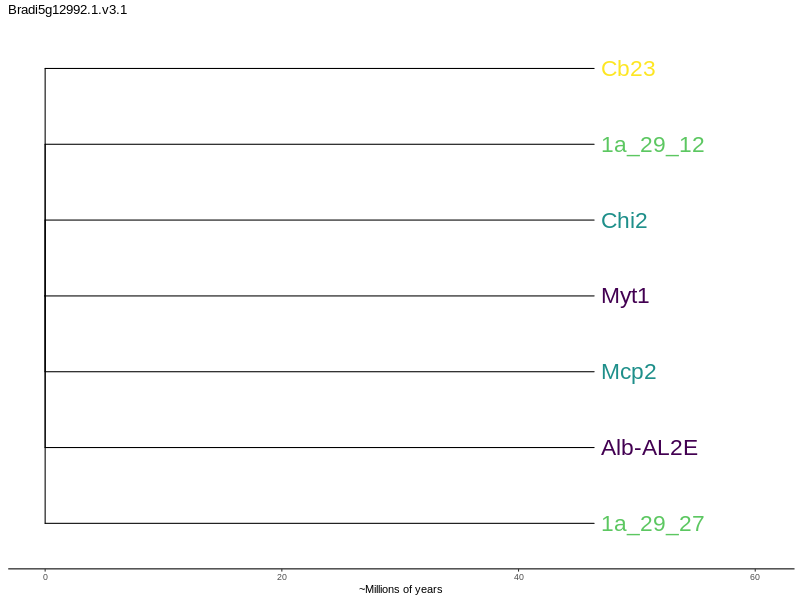 Bradi5g12992.1.v3.1
Cb23
1a_29_12
Chi2
Myt1
Mcp2
Alb-AL2E
1a_29_27
0 20 40 60
~Millions of years